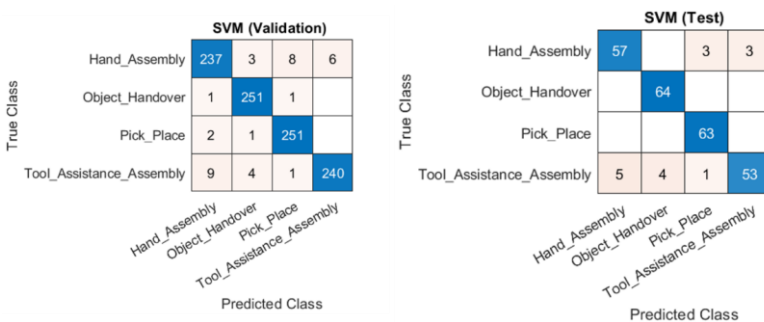 SVM (Validation)
True Class
Hand_Assembly 237 3 8 6
Object_Handover 1 251 1
Pick_Place 2 1 251
Tool_Assistance_Assembly 9 4 1 240
Hand_Assembly
Object_Handover
Pick_Place
Tool_Assistance_Assembly
Predicted Class
SVM (Test)
True Class
Hand_Assembly 57 3 3
Object_Handover 64
Pick_Place 63
Tool_Assistance_Assembly 5 4 1 53
Hand_Assembly
Object_Handover
Pick_Place
Tool_Assistance_Assembly
Predicted Class